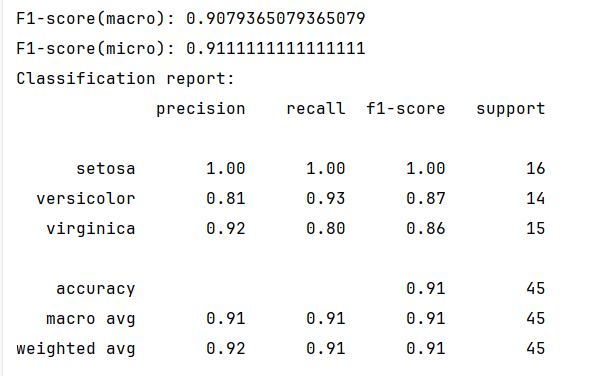 F1-score(macro): 0.9079365079365079
F1-score(micro): 0.9111111111111111
Classification report:
precision recall f1-score support
setosa 1.00 1.00 1.00 16
versicolor 0.81 0.93 0.87 14
virginica 0.92 0.80 0.86 15
accuracy 0.91 45
macro avg 0.91 0.91 0.91 45
weighted avg 0.92 0.91 0.91 45